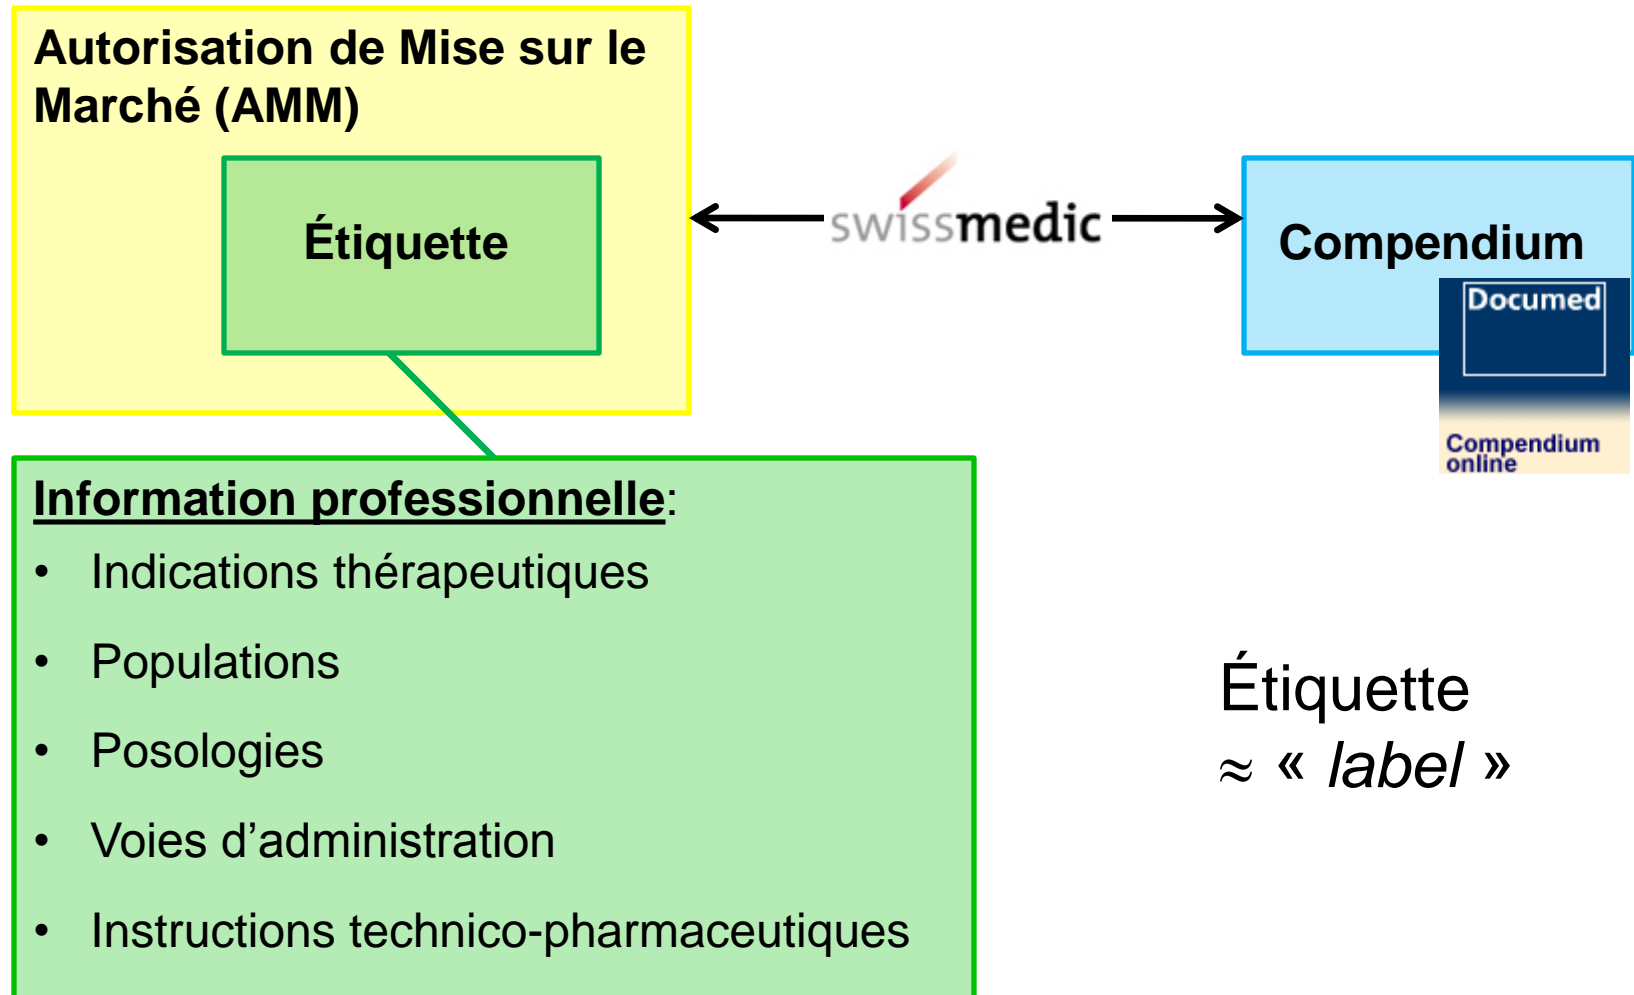 Autorisation de Mise sur le
Marché (AMM)
Étiquette
swissmedic
Compendium
Documed
Compendium
online
Information professionnelle:
• Indications thérapeutiques
• Populations
• Posologies
• Voies d’administration
• Instructions technico-pharmaceutiques
Étiquette
≈ « label »